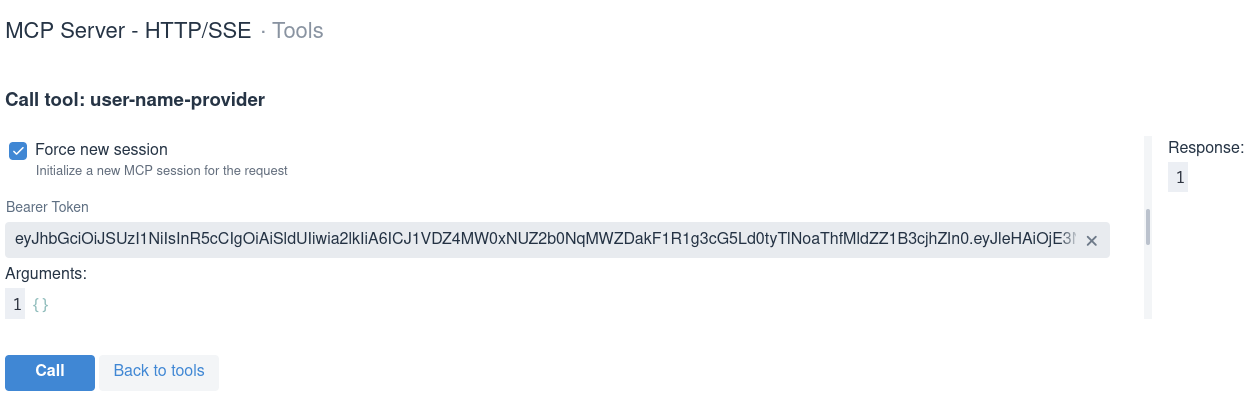 MCP Server - HTTP/SSE · Tools
Call tool: user-name-provider
Force new session
Initialize a new MCP session for the request
Response:
1
Bearer Token
eyJhbGciOiJSUzI1NiIsInR5cCIgOiAiSldUIiwia2lkIiA6ICJ1VDZ4MW0xNUZ2b0NqMWZDakF1R1g3cG5Ld0tyTlNoaThfMldZZ1B3cjhZIn0.eyJleHAiOjE3
Arguments:
1 {}
Call
Back to tools